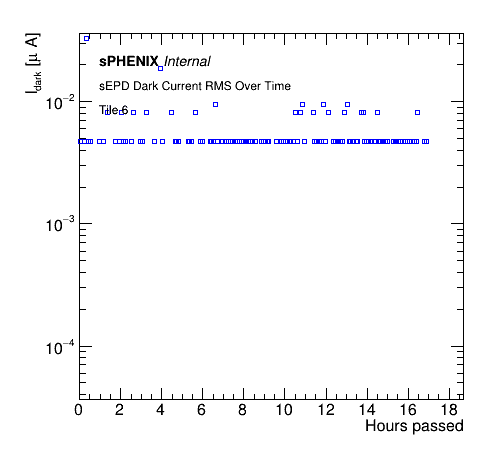 I_dark [μ A]
sPHENIX Internal
sEPD Dark Current RMS Over Time
Tile 6
10^−2
10^−3
10^−4
0 2 4 6 8 10 12 14 16 18
Hours passed